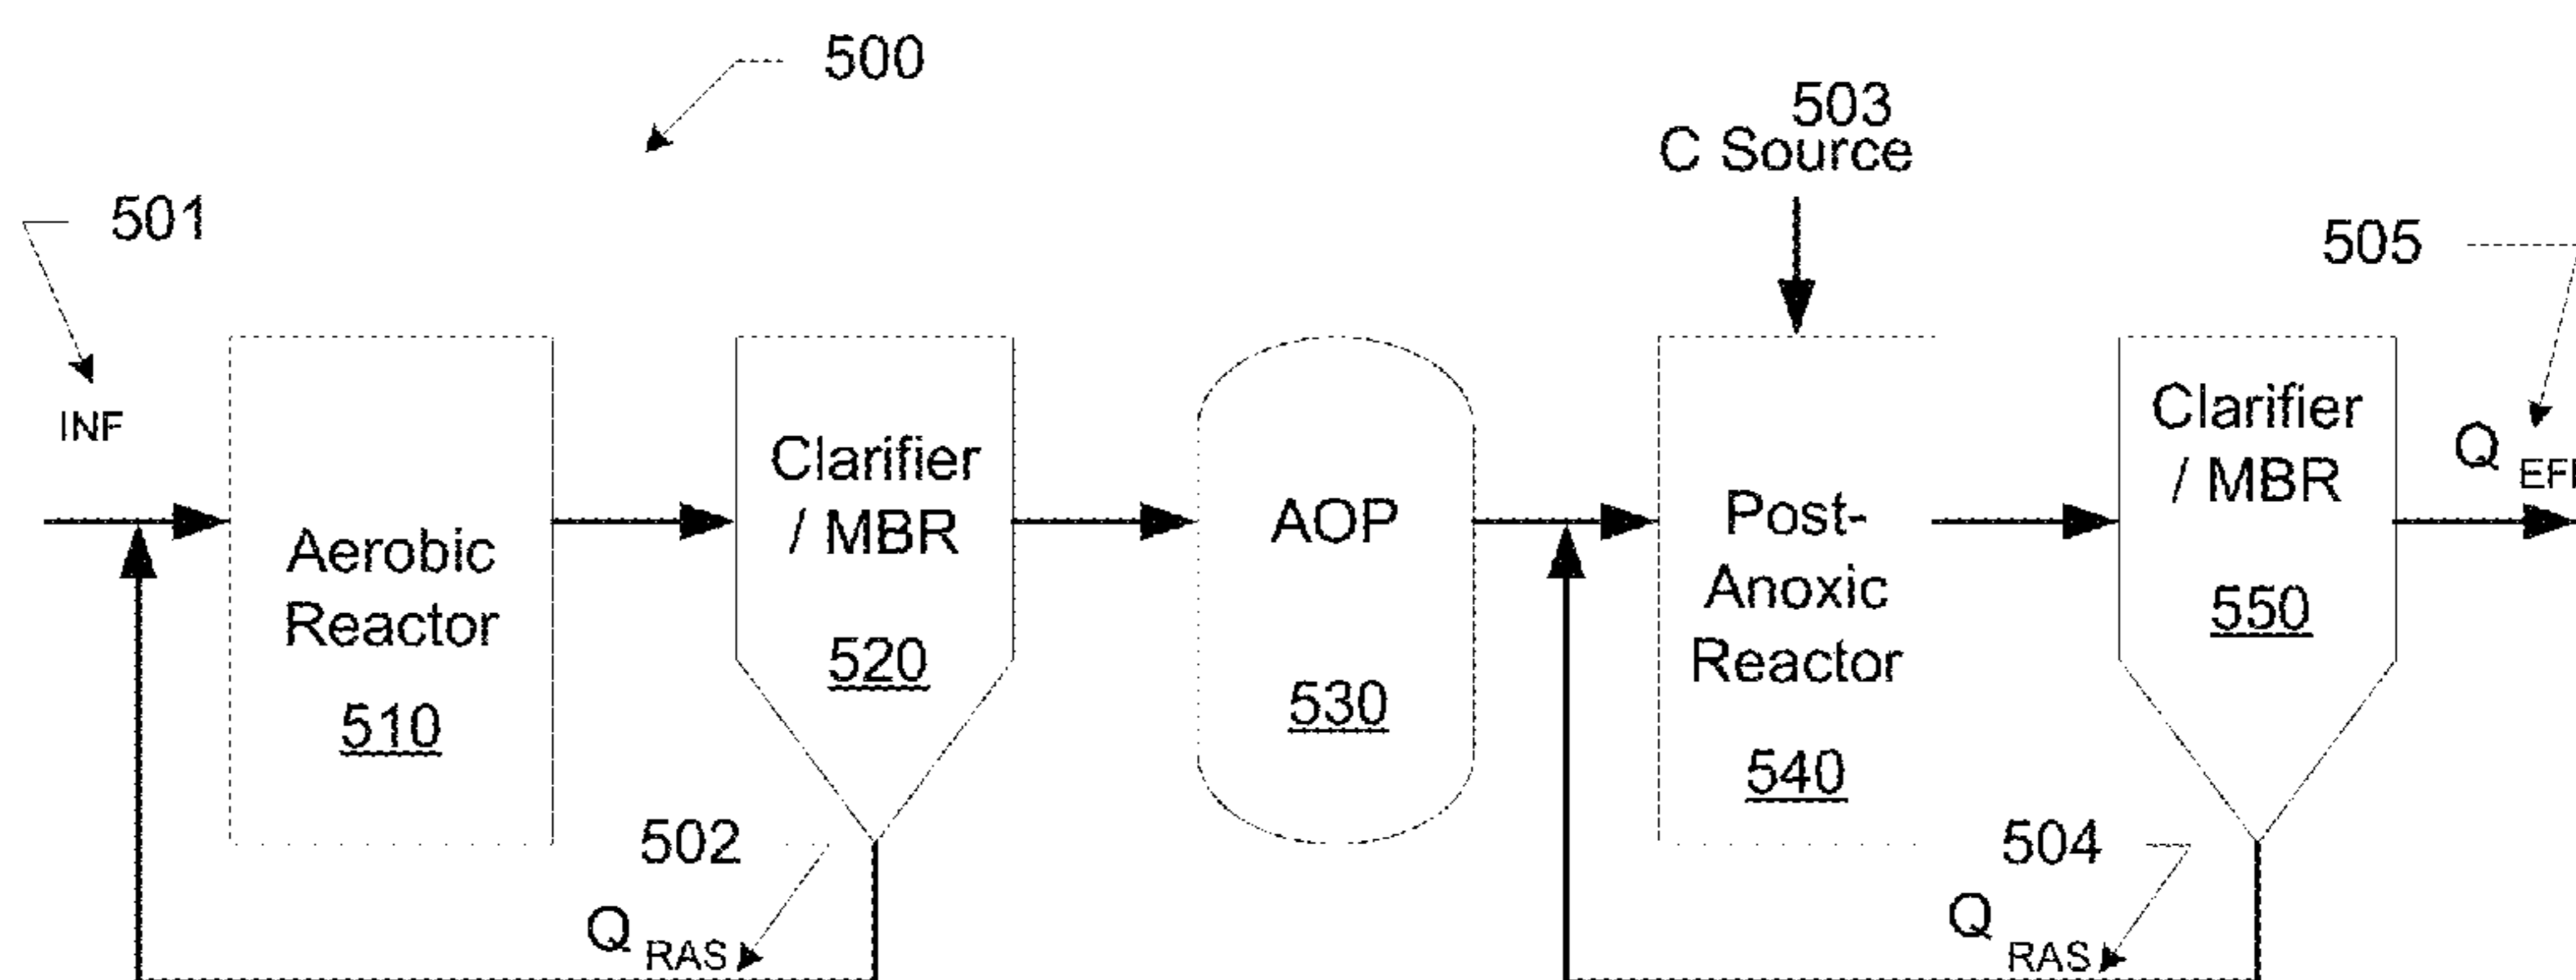 500
503
C Source
501
505
INF
Aerobic
Reactor
510
Clarifier
/ MBR
520
AOP
530
Post-
Anoxic
Reactor
540
Clarifier
/ MBR
550
Q
502
Q RAS
504
Q RAS